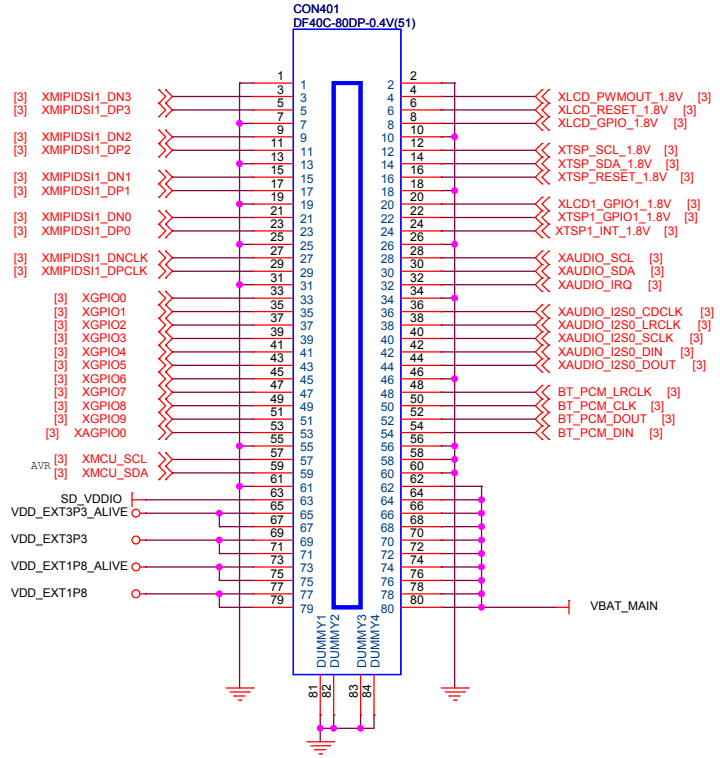 CON401
DF40C-80DP-0.4V(51)
1 1 2 2
[3] XMIPIDSI1_DN3 3 3 4 4 XLCD_PWMOUT_1.8V [3]
[3] XMIPIDSI1_DP3 5 5 6 6 XLCD_RESET_1.8V [3]
7 7 8 8 XLCD_GPIO_1.8V [3]
[3] XMIPIDSI1_DN2 9 9 10 10
[3] XMIPIDSI1_DP2 11 11 12 12 XTSP_SCL_1.8V [3]
13 13 14 14 XTSP_SDA_1.8V [3]
[3] XMIPIDSI1_DN1 15 15 16 16 XTSP_RESET_1.8V [3]
[3] XMIPIDSI1_DP1 17 17 18 18
19 19 20 20 XLCD1_GPIO1_1.8V [3]
[3] XMIPIDSI1_DN0 21 21 22 22 XTSP1_GPIO1_1.8V [3]
[3] XMIPIDSI1_DP0 23 23 24 24 XTSP1_INT_1.8V [3]
25 25 26 26
[3] XMIPIDSI1_DNCLK 27 27 28 28 XAUDIO_SCL [3]
[3] XMIPIDSI1_DPCLK 29 29 30 30 XAUDIO_SDA [3]
31 31 32 32 XAUDIO_IRQ [3]
[3] XGPIO0 33 33 34 34
[3] XGPIO1 35 35 36 36 XAUDIO_I2S0_CDCLK [3]
[3] XGPIO2 37 37 38 38 XAUDIO_I2S0_LRCLK [3]
[3] XGPIO3 39 39 40 40 XAUDIO_I2S0_SCLK [3]
[3] XGPIO4 41 41 42 42 XAUDIO_I2S0_DIN [3]
[3] XGPIO5 43 43 44 44 XAUDIO_I2S0_DOUT [3]
[3] XGPIO6 45 45 46 46
[3] XGPIO7 47 47 48 48 BT_PCM_LRCLK [3]
[3] XGPIO8 49 49 50 50 BT_PCM_CLK [3]
[3] XGPIO9 51 51 52 52 BT_PCM_DOUT [3]
[3] XAGPIO0 53 53 54 54 BT_PCM_DIN [3]
55 55 56 56
AVR [3] XMCU_SCL 57 57 58 58
[3] XMCU_SDA 59 59 60 60
61 61 62 62
SD_VDDIO 63 63 64 64
VDD_EXT3P3_ALIVE 65 65 66 66
67 67 68 68
VDD_EXT3P3 69 69 70 70
71 71 72 72
VDD_EXT1P8_ALIVE 73 73 74 74
75 75 76 76
VDD_EXT1P8 77 77 78 78
79 79 80 80 VBAT_MAIN
DUMMY1 DUMMY2 DUMMY3 DUMMY4
81 82 83 84